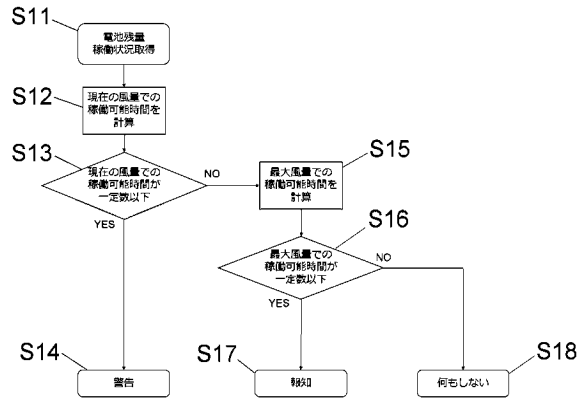 S11
電池残量
稼働状況取得
S12
現在の風量での
稼働可能時間を
計算
S13
現在の風量での
稼働可能時間が
一定数以下
NO
YES
S15
最大風量での
稼働可能時間を
計算
S16
最大風量での
稼働可能時間が
一定数以下
NO
YES
S14
警告
S17
報知
S18
何もしない